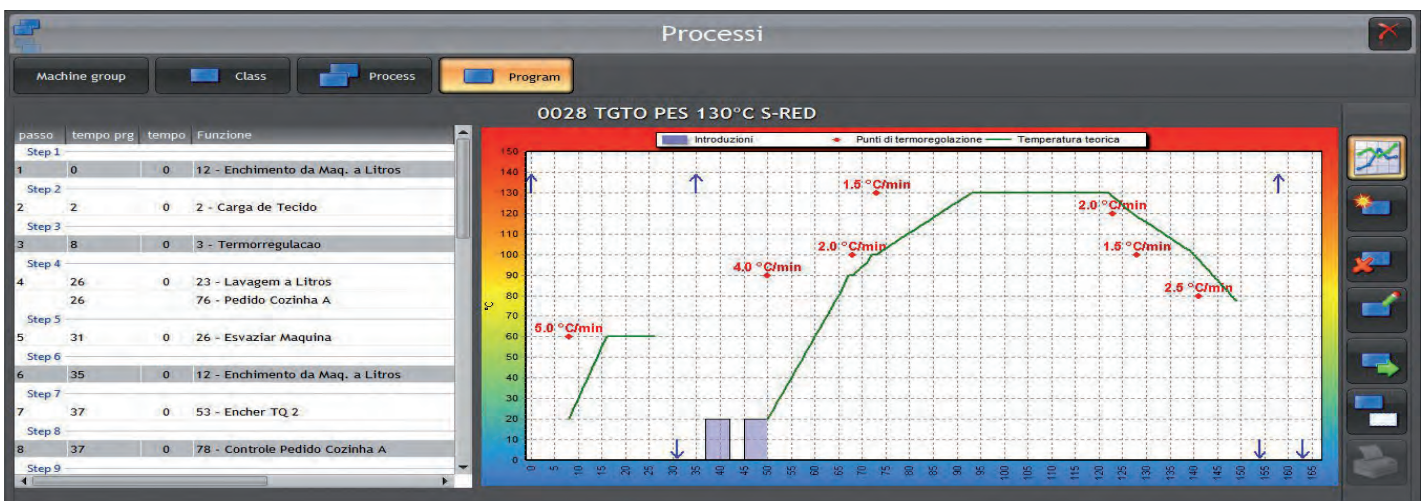 Processi
Machine group Class Process Program
0028 TGTO PES 130°C S-RED
passo tempo prg tempo Funzione
Step 1
1 0 0 12 - Enchimento da Maq. a Litros
Step 2
2 2 0 2 - Carga de Tecido
Step 3
3 8 0 3 - Termorregulacao
Step 4
4 26 0 23 - Lavagem a Litros
26 76 - Pedido Cozinha A
Step 5
5 31 0 26 - Esvaziar Maquina
Step 6
6 35 0 12 - Enchimento da Maq. a Litros
Step 7
7 37 0 53 - Encher TQ 2
Step 8
8 37 0 78 - Controle Pedido Cozinha A
Step 9
Introduzioni Punti di termoregolazione Temperatura teorica
150
140
130
120
110
100
90
80
70
60
50
40
30
20
10
0
°C
5.0 °C/min
4.0 °C/min
2.0 °C/min
1.5 °C/min
2.0 °C/min
1.5 °C/min
2.5 °C/min
0 5 10 15 20 25 30 35 40 45 50 55 60 65 70 75 80 85 90 95 100 105 110 115 120 125 130 135 140 145 150 155 160 165